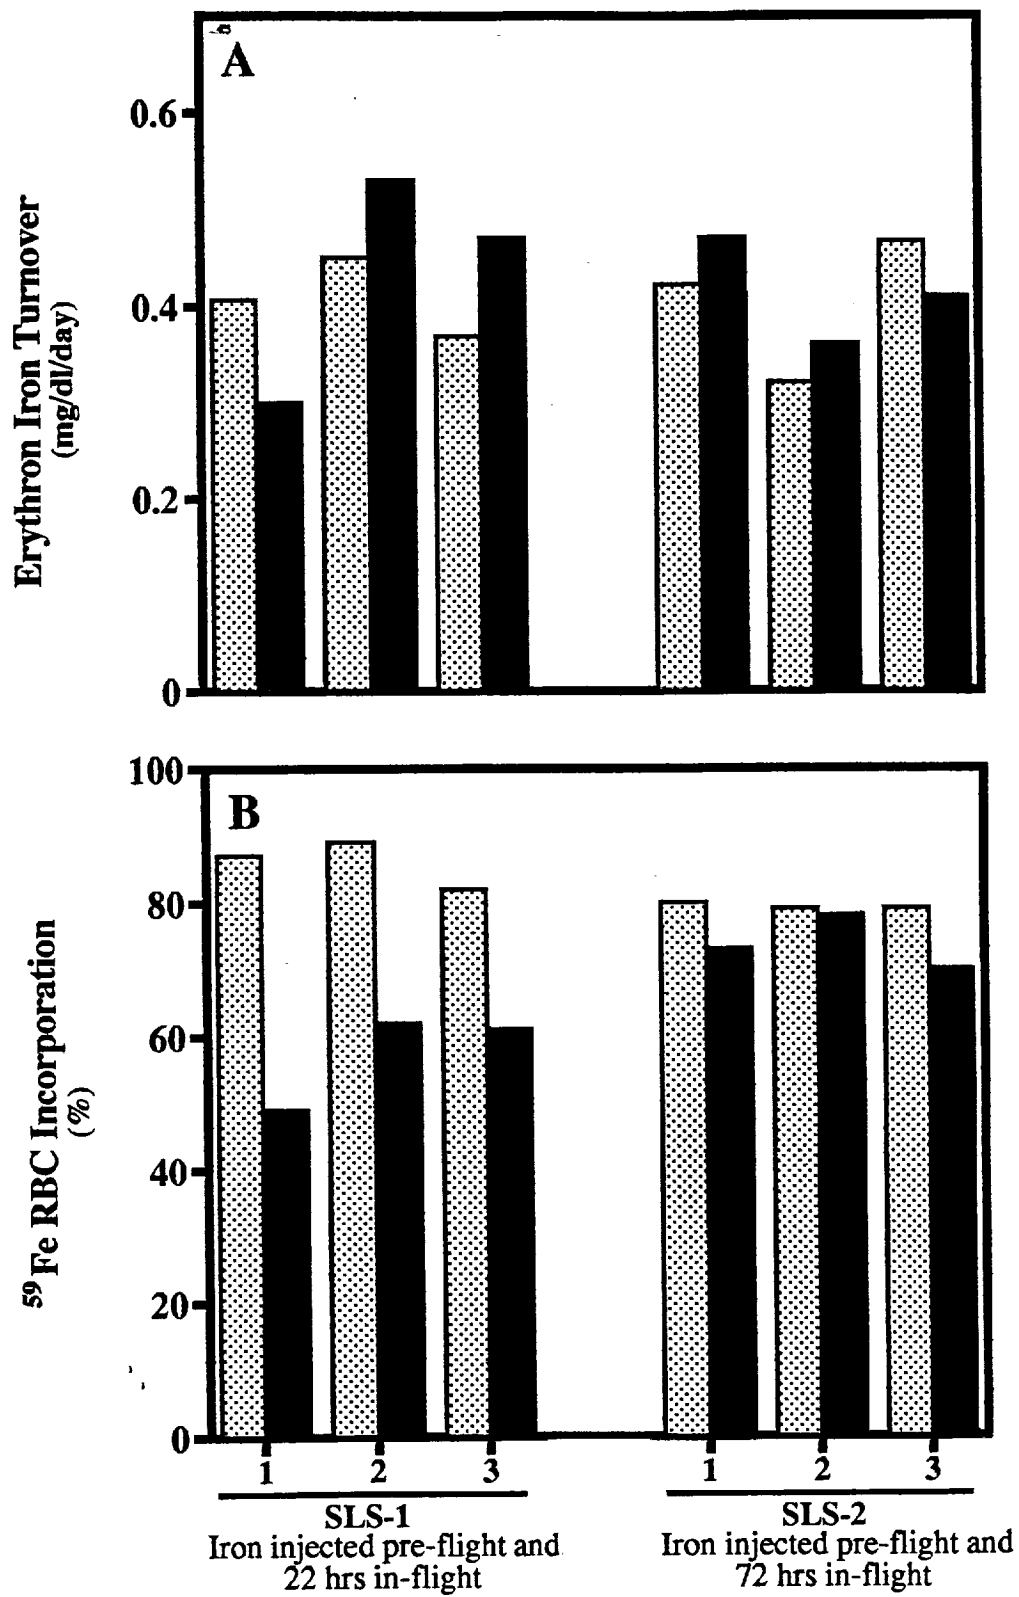 A
0.6
0.4
0.2
0
Erythron Iron Turnover
(mg/dl/day)
B
100
80
60
40
20
0
⁵⁹Fe RBC Incorporation
(%)
1 2 3 1 2 3
SLS-1 SLS-2
Iron injected pre-flight and Iron injected pre-flight and
22 hrs in-flight 72 hrs in-flight